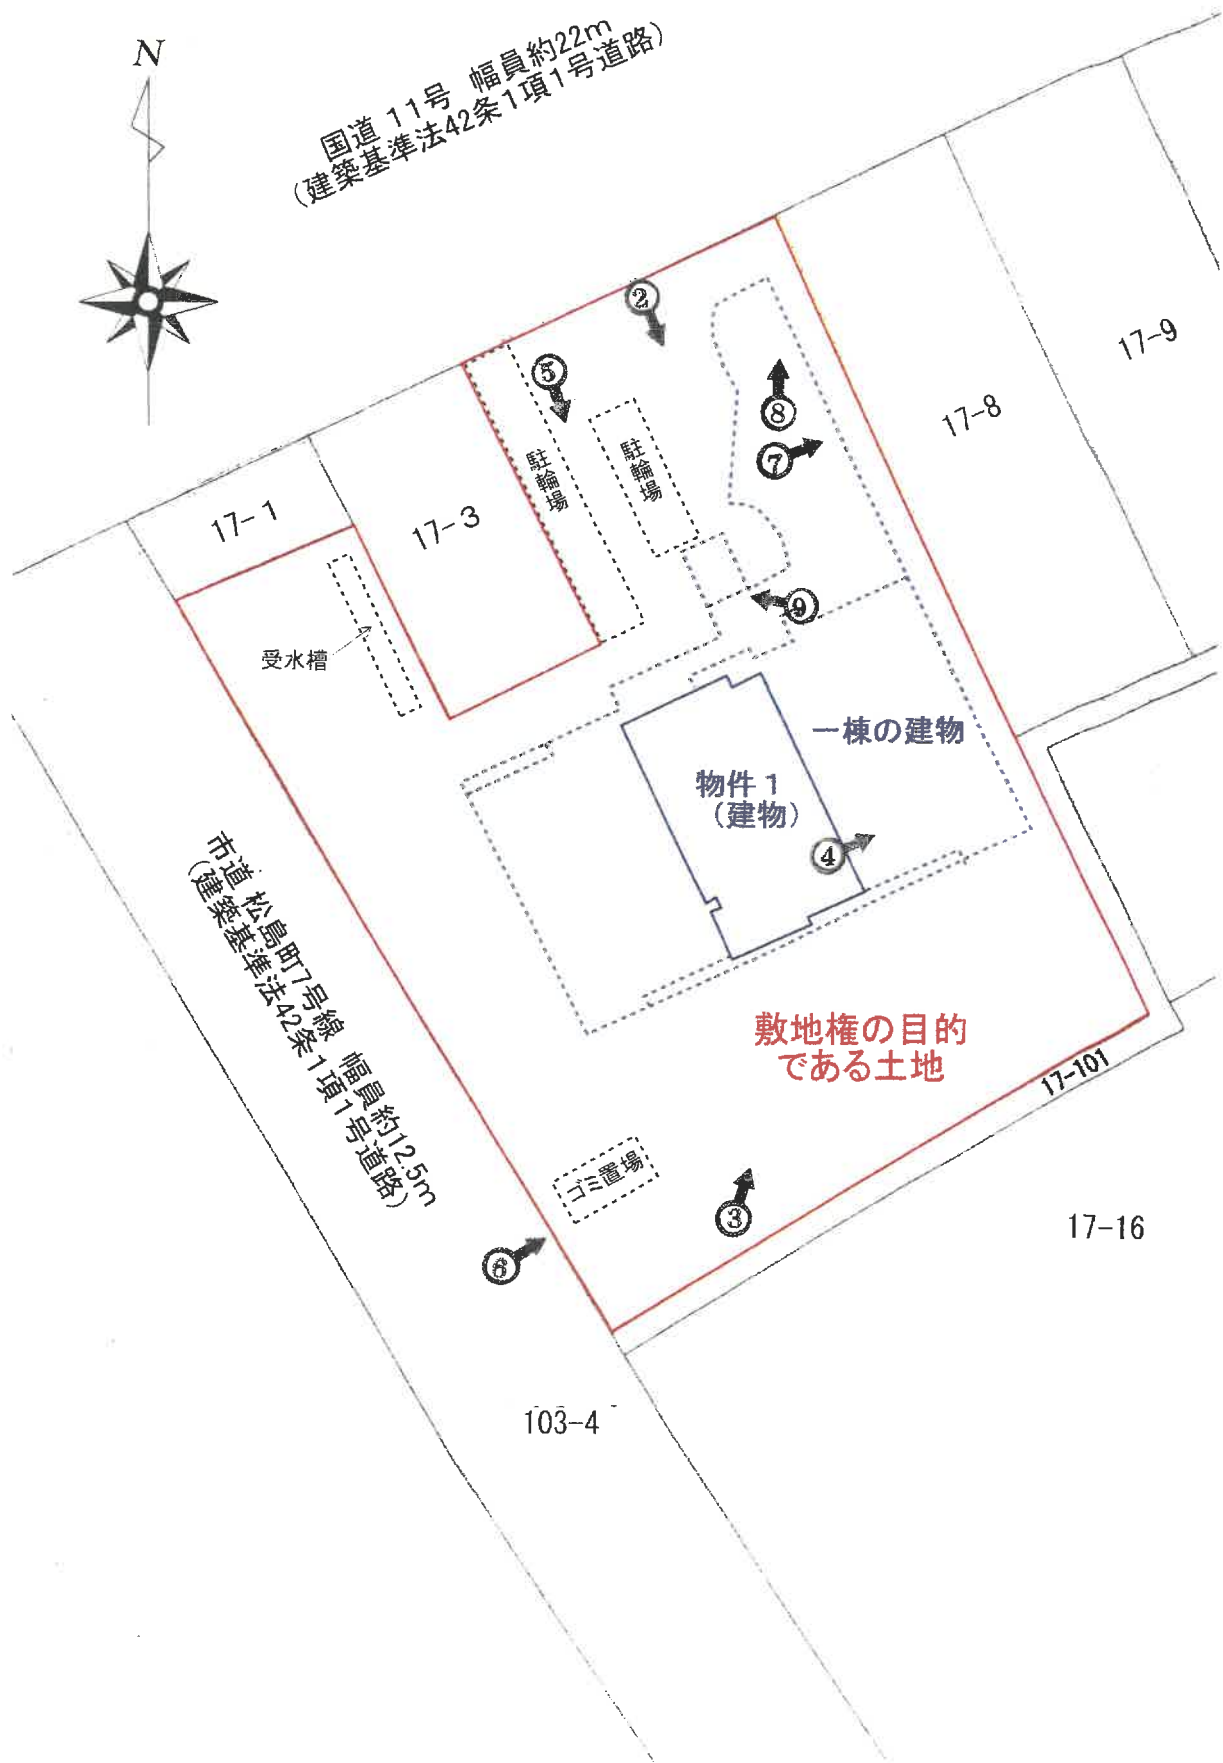 N
国道 11号 幅員約22m
(建築基準法42条1項1号道路)
②
17-9
⑤
⑧
17-8
駐輪場
駐輪場
⑦
17-1
17-3
⑨
受水槽
一棟の建物
物件1
(建物)
④
市道 松島町7号線 幅員約12.5m
(建築基準法42条1項1号道路)
敷地権の目的
である土地
17-101
ゴミ置場
③
17-16
⑥
103-4